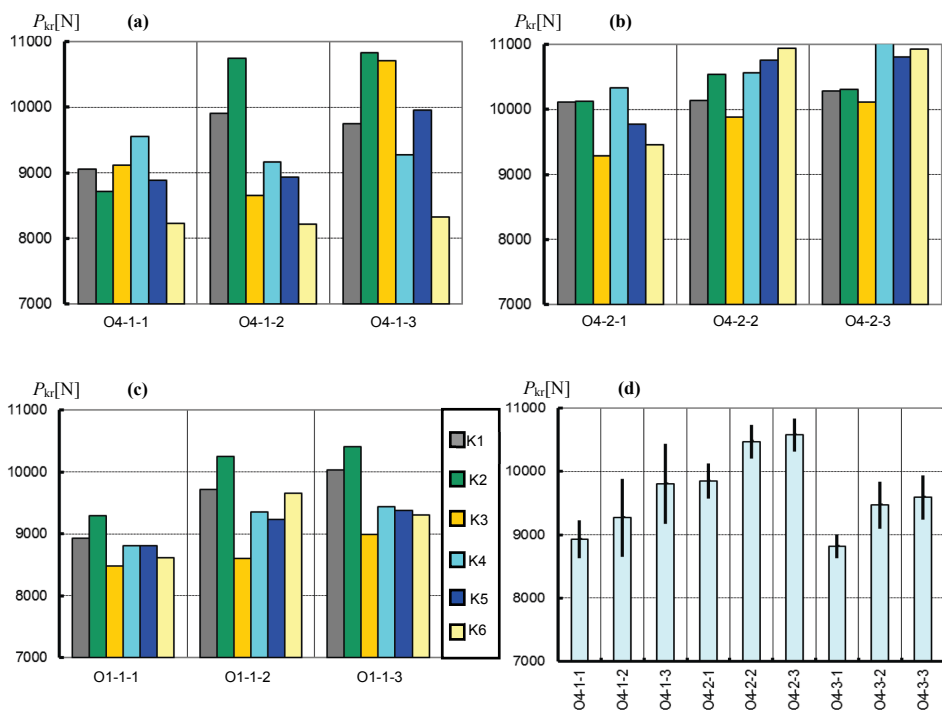 P_kr[N] (a)
11000
10000
9000
8000
7000
O4-1-1 O4-1-2 O4-1-3
P_kr[N] (b)
11000
10000
9000
8000
7000
O4-2-1 O4-2-2 O4-2-3
P_kr[N] (c)
11000
10000
9000
8000
7000
O1-1-1 O1-1-2 O1-1-3
K1
K2
K3
K4
K5
K6
P_kr[N] (d)
11000
10000
9000
8000
7000
O4-1-1
O4-1-2
O4-1-3
O4-2-1
O4-2-2
O4-2-3
O4-3-1
O4-3-2
O4-3-3